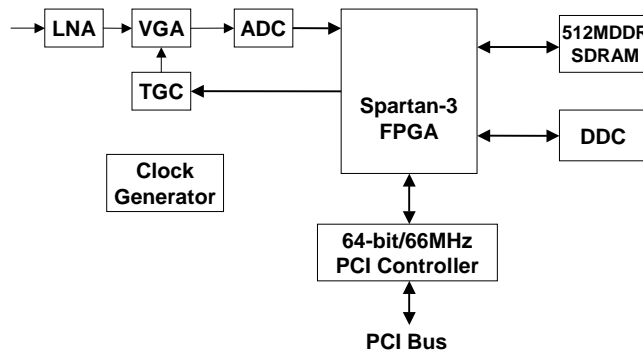 LNA
VGA
ADC
512MDDR
SDRAM
TGC
Spartan-3
FPGA
DDC
Clock
Generator
64-bit/66MHz
PCI Controller
PCI Bus